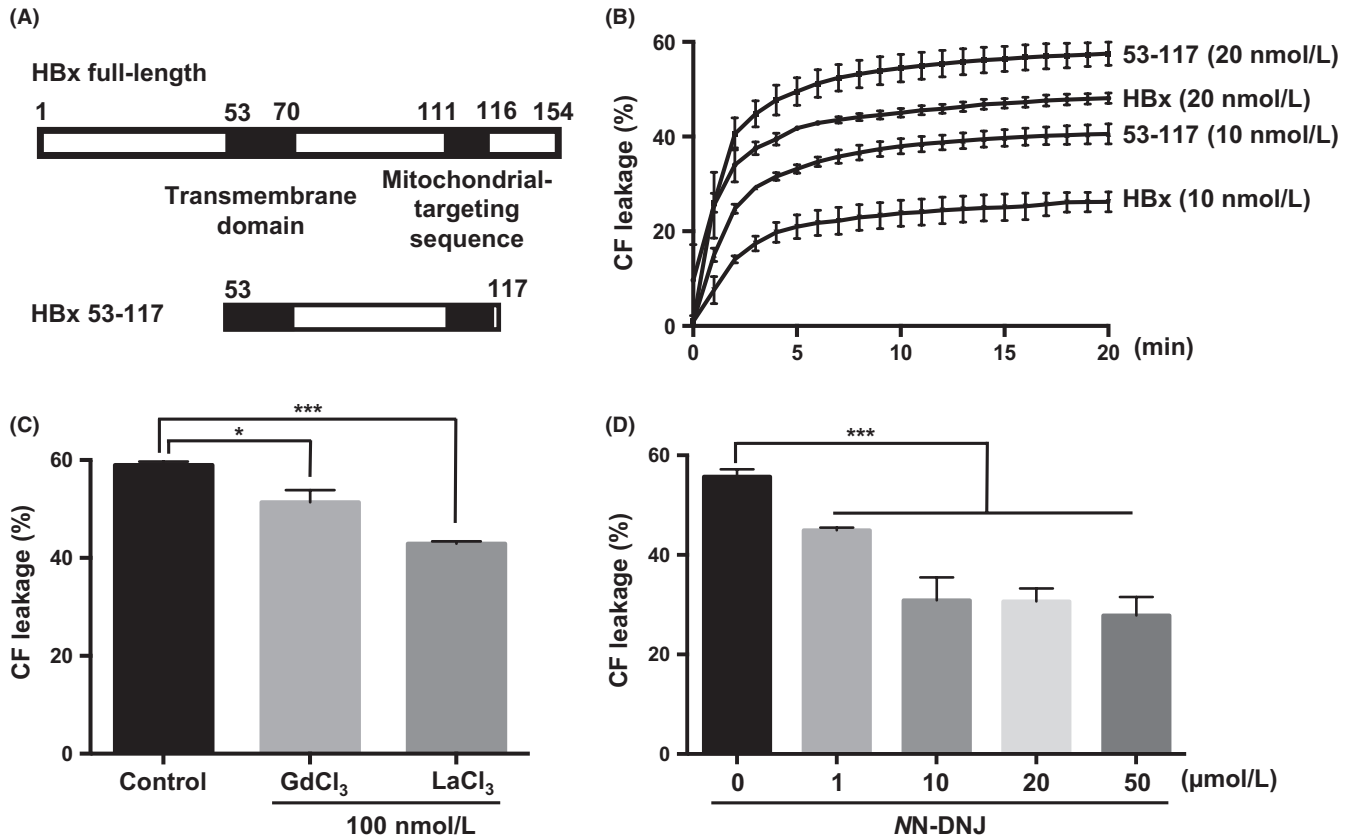 (A)
HBx full-length
1 53 70 111 116 154
Transmembrane
domain
Mitochondrial-
targeting
sequence
53 117
HBx 53-117
(B)
CF leakage (%)
60
40
20
0
0 5 10 15 20 (min)
53-117 (20 nmol/L)
HBx (20 nmol/L)
53-117 (10 nmol/L)
HBx (10 nmol/L)
(C)
***
*
CF leakage (%)
60
40
20
0
Control GdCl3 LaCl3
100 nmol/L
(D)
***
CF leakage (%)
60
40
20
0
0 1 10 20 50 (μmol/L)
NN-DNJ